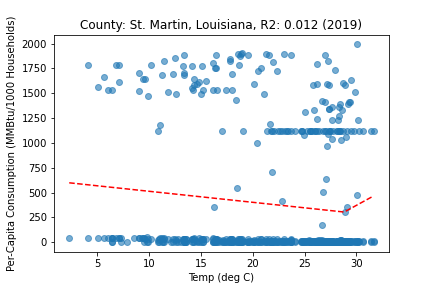 County: St. Martin, Louisiana, R2: 0.012 (2019)
Per-Capita Consumption (MMBtu/1000 Households)
2000
1750
1500
1250
1000
750
500
250
0
5 10 15 20 25 30
Temp (deg C)